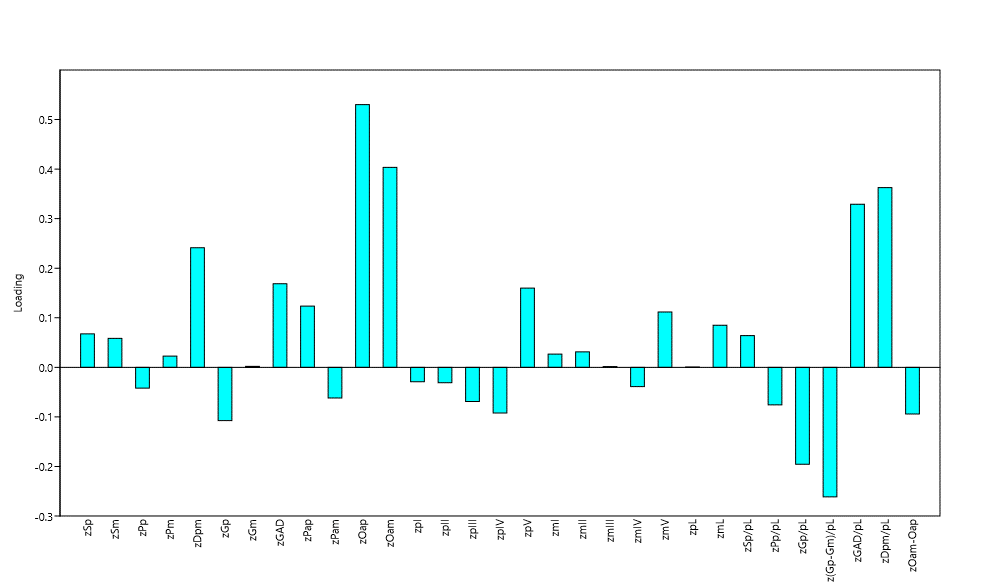 0.5
0.4
0.3
0.2
0.1
0.0
-0.1
-0.2
-0.3
Loading
zSp
zSm
zPp
zPm
zDpm
zGp
zGm
zGAD
zPap
zPam
zOap
zOam
zpI
zpII
zpIII
zpIV
zpV
zmI
zmII
zmIII
zmIV
zmV
zpL
zmL
zSp/pL
zPp/pL
zGp/pL
z(Gp-Gm)/pL
zGAD/pL
zDpm/pL
zOam-Oap